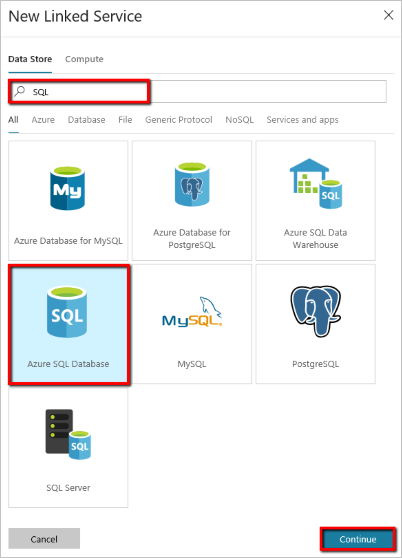 New Linked Service
Data Store Compute
SQL
All Azure Database File Generic Protocol NoSQL Services and apps
My
Azure Database for MySQL
Azure Database for
PostgreSQL
SQL
Azure SQL Data
Warehouse
SQL
Azure SQL Database
MySQL®
MySQL
PostgreSQL
SQL
SQL Server
Cancel
Continue